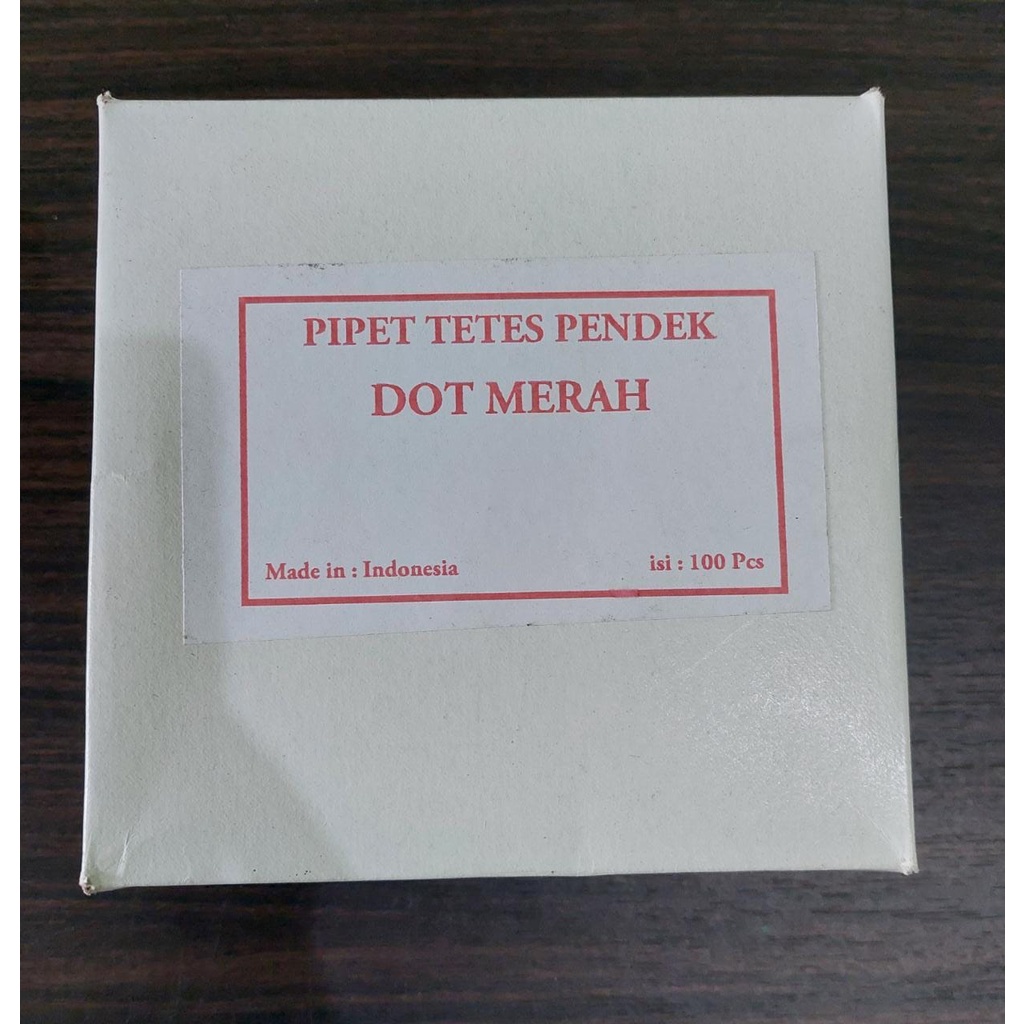 PIPET TETES PENDEK
DOT MERAH
Made in : Indonesia
isi : 100 Pcs